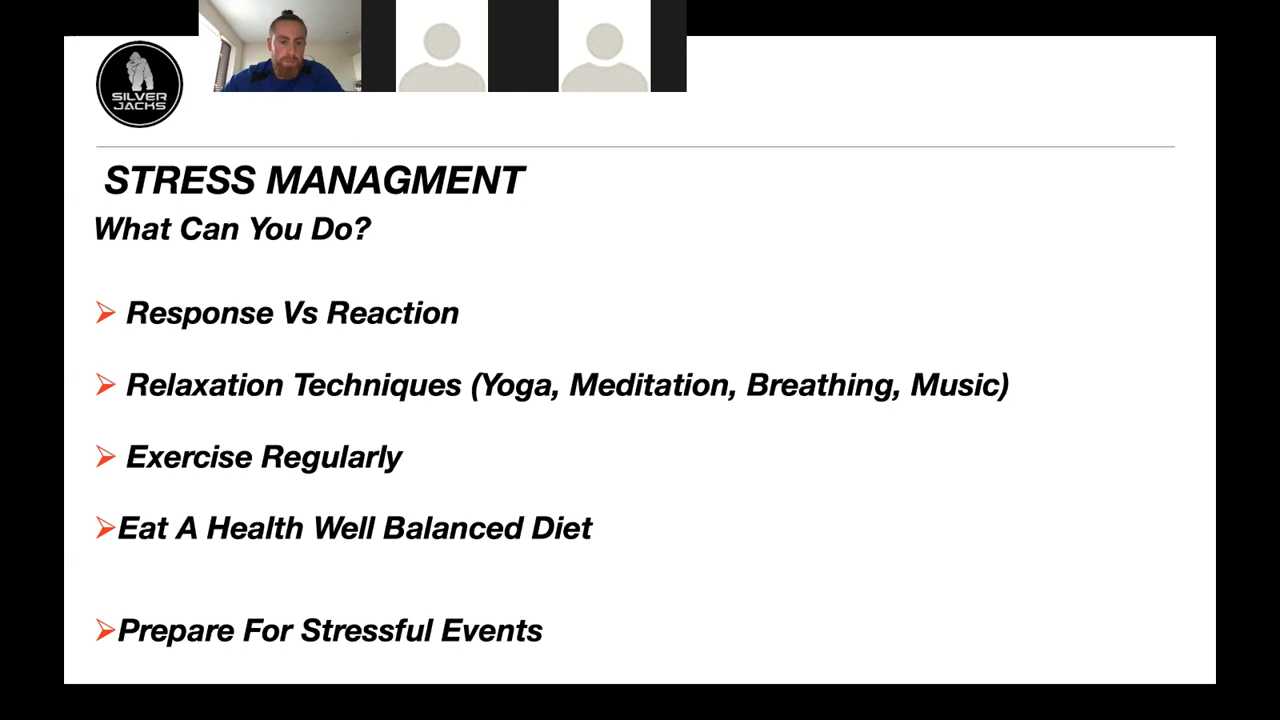 SILVER
JACKS
STRESS MANAGMENT
What Can You Do?
Response Vs Reaction
Relaxation Techniques (Yoga, Meditation, Breathing, Music)
Exercise Regularly
Eat A Health Well Balanced Diet
Prepare For Stressful Events